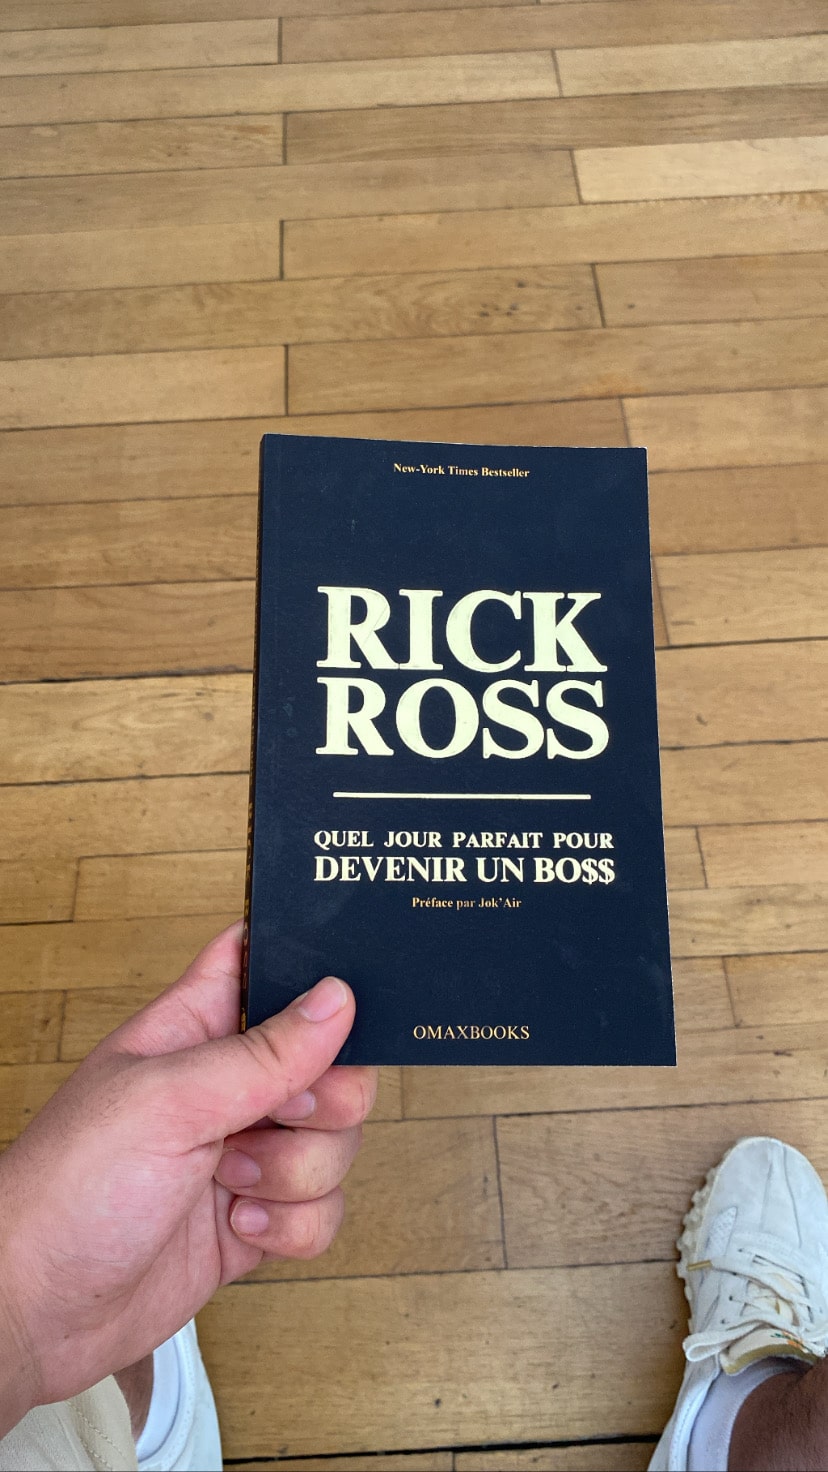 New-York Times Bestseller
RICK
ROSS
QUEL JOUR PARFAIT POUR
DEVENIR UN BO$$
Préface par Jok'Air
OMAXBOOKS